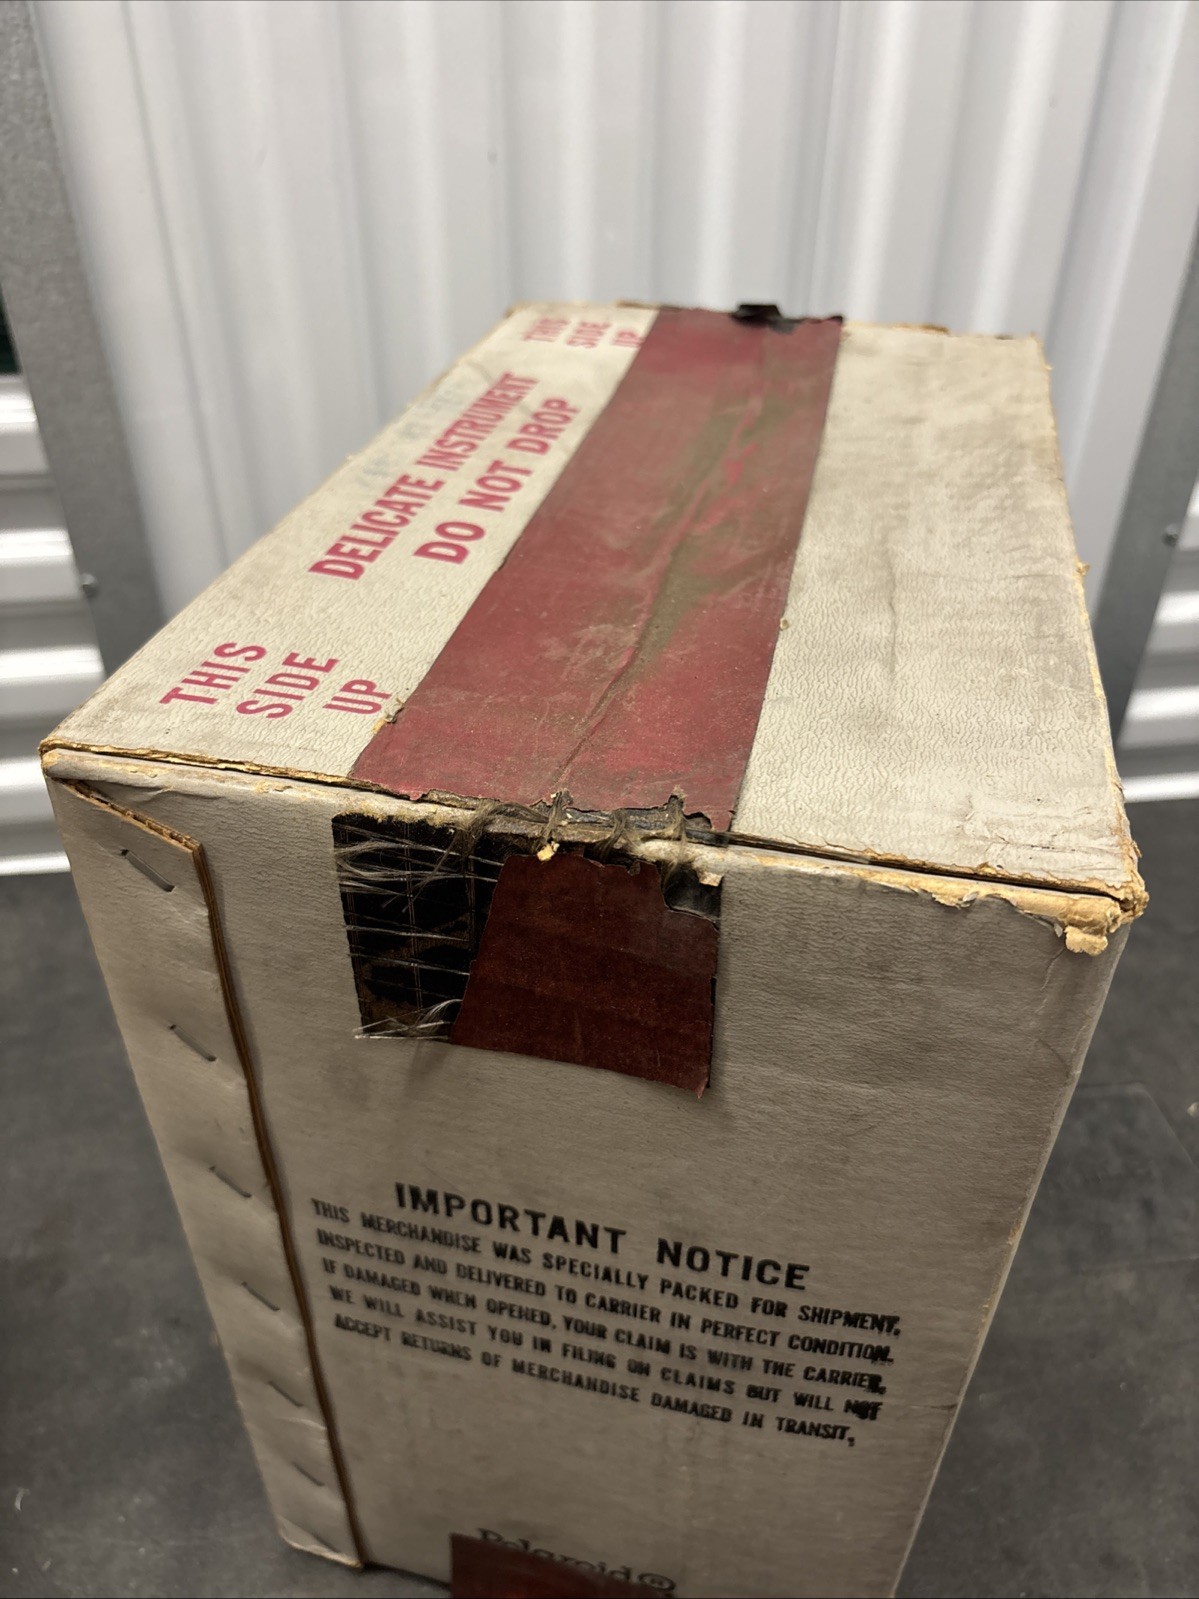 THIS
SIDE
UP
DELICATE INSTRUMENT
DO NOT DROP
THIS
SIDE
UP
IMPORTANT NOTICE
THIS MERCHANDISE WAS SPECIALLY PACKED FOR SHIPMENT,
INSPECTED AND DELIVERED TO CARRIER IN PERFECT CONDITION.
IF DAMAGED WHEN OPENED, YOUR CLAIM IS WITH THE CARRIER.
WE WILL ASSIST YOU IN FILING ON CLAIMS BUT WILL NOT
ACCEPT RETURNS OF MERCHANDISE DAMAGED IN TRANSIT.
Polaroid®